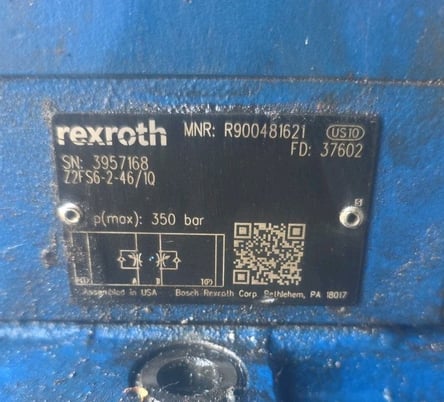 rexroth MNR: R900481621 US10
FD: 37602
SN: 3957168
Z2FS6-2-46/1Q
p(max): 350 bar
A B
Assembled in USA Bosch Rexroth Corp. Bethlehem, PA 18017